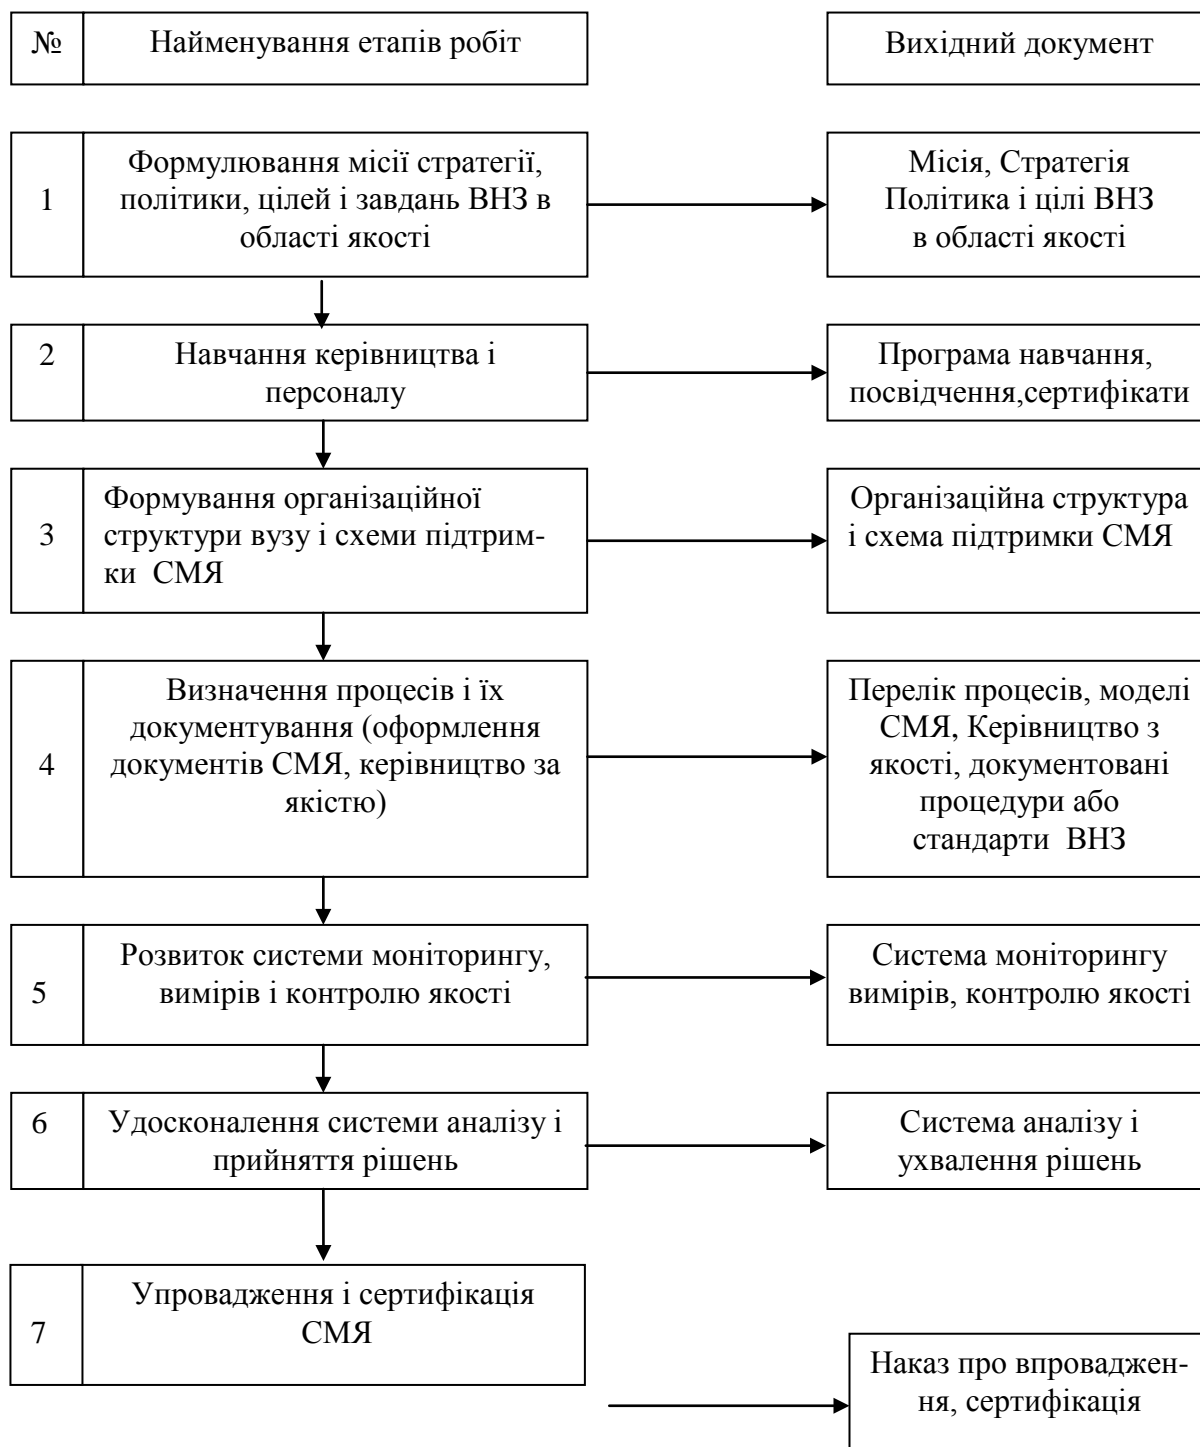 №
Найменування етапів робіт
Вихідний документ
1
Формулювання місії стратегії,
політики, цілей і завдань ВНЗ в
області якості
Місія, Стратегія
Політика і цілі ВНЗ
в області якості
2
Навчання керівництва і
персоналу
Програма навчання,
посвідчення,сертифікати
3
Формування організаційної
структури вузу і схеми підтрим-
ки СМЯ
Організаційна структура
і схема підтримки СМЯ
4
Визначення процесів і їх
документування (оформлення
документів СМЯ, керівництво за
якістю)
Перелік процесів, моделі
СМЯ, Керівництво з
якості, документовані
процедури або
стандарти ВНЗ
5
Розвиток системи моніторингу,
вимірів і контролю якості
Система моніторингу
вимірів, контролю якості
6
Удосконалення системи аналізу і
прийняття рішень
Система аналізу і
ухвалення рішень
7
Упровадження і сертифікація
СМЯ
Наказ про впроваджен-
ня, сертифікація